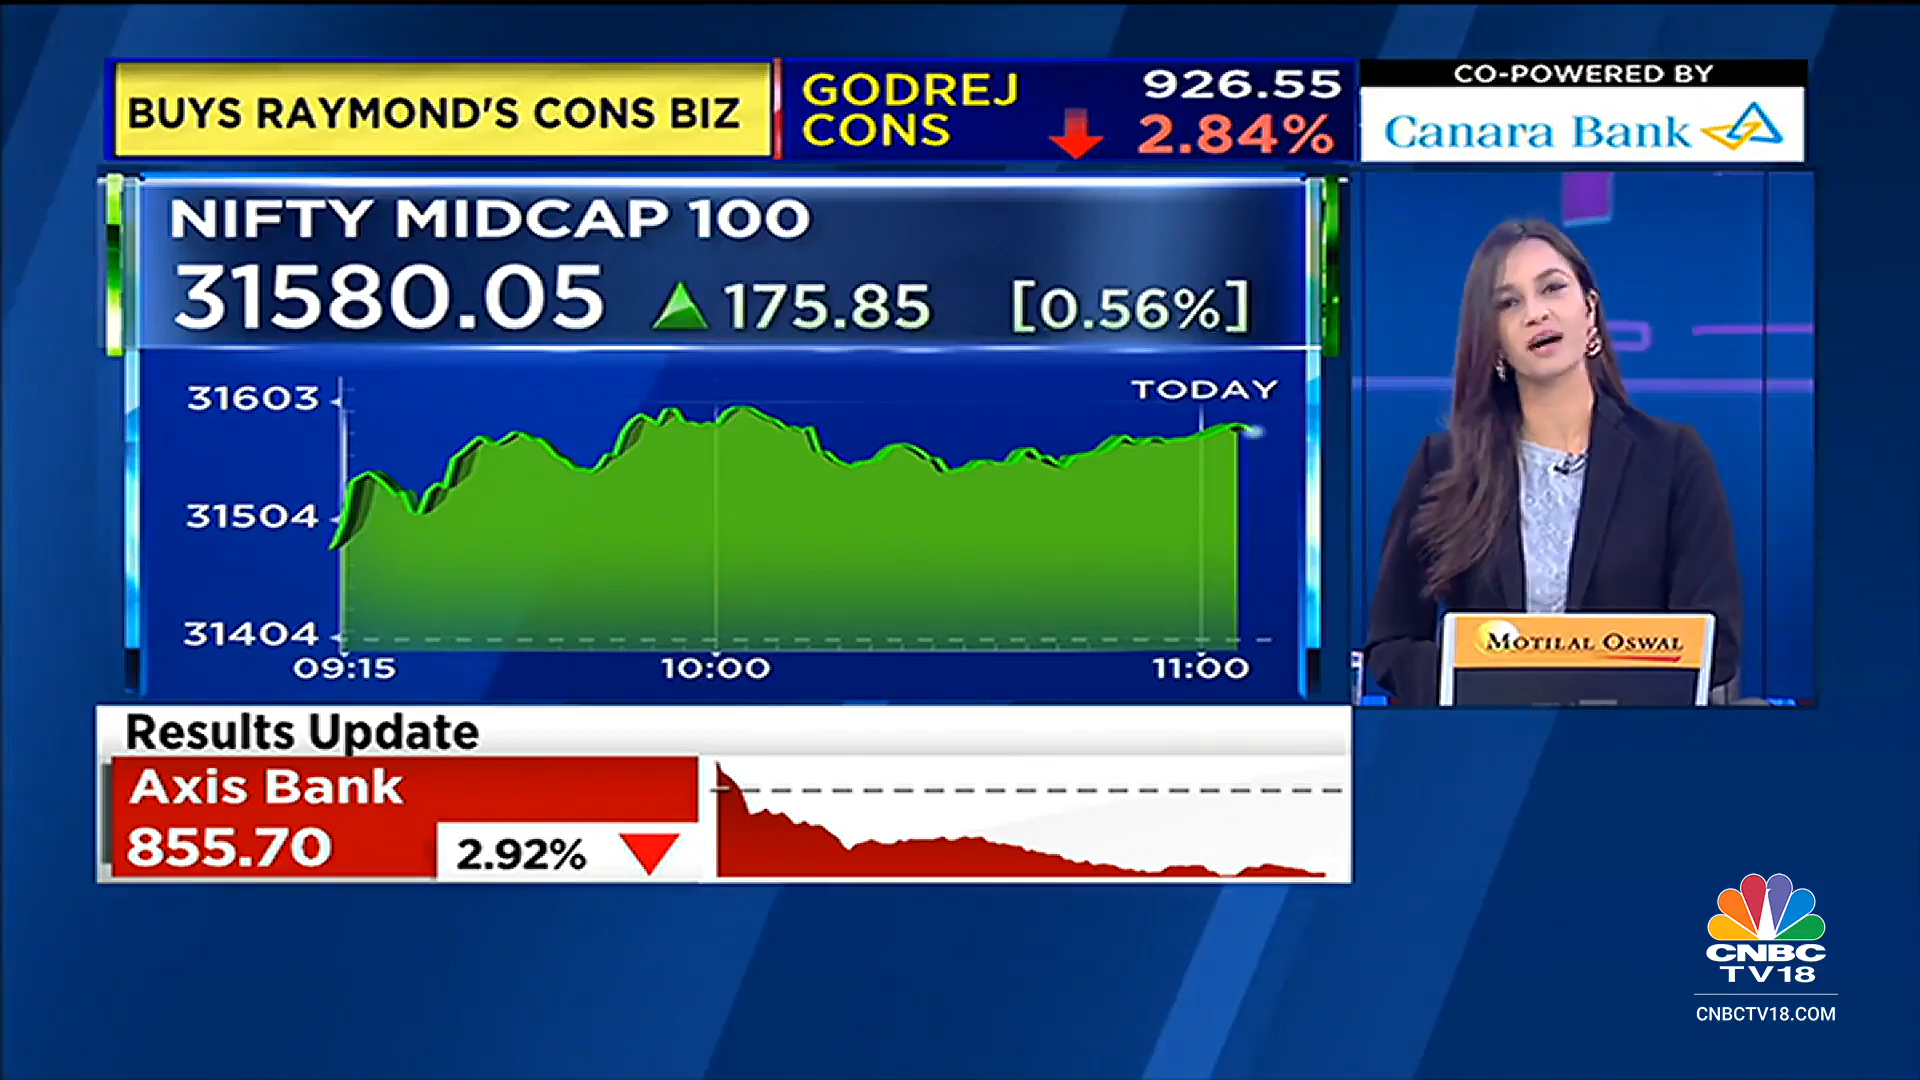 BUYS RAYMOND'S CONS BIZ
GODREJ
CONS
926.55
2.84%
CO-POWERED BY
Canara Bank
NIFTY MIDCAP 100
31580.05 175.85 [0.56%]
TODAY
31603
31504
31404
09:15 10:00 11:00
MOTILAL OSWAL
Results Update
Axis Bank
855.70
2.92%
CNBC
TV18
CNBCTV18.COM